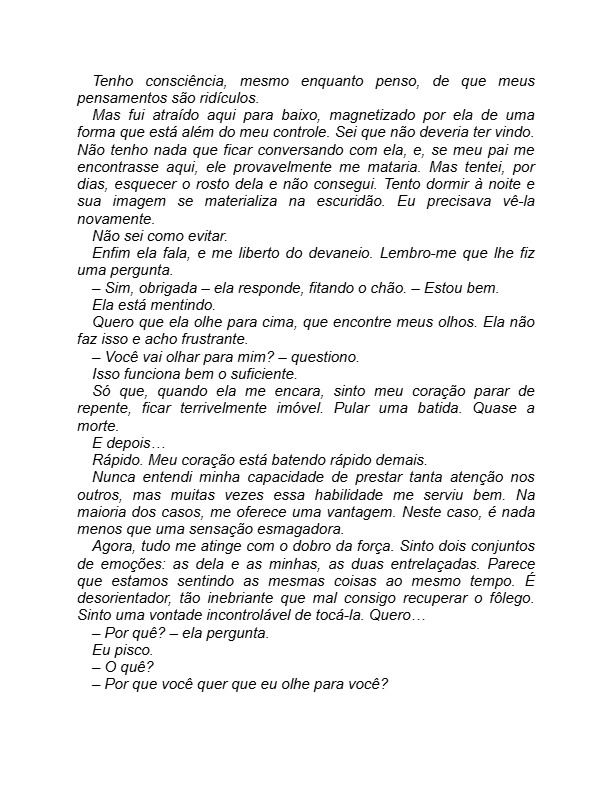 Tenho consciência, mesmo enquanto penso, de que meus
pensamentos são ridículos.
Mas fui atraído aqui para baixo, magnetizado por ela de uma
forma que está além do meu controle. Sei que não deveria ter vindo.
Não tenho nada que ficar conversando com ela, e, se meu pai me
encontrasse aqui, ele provavelmente me mataria. Mas tentei, por
dias, esquecer o rosto dela e não consegui. Tento dormir à noite e
sua imagem se materializa na escuridão. Eu precisava vê-la
novamente.
Não sei como evitar.
Enfim ela fala, e me liberto do devaneio. Lembro-me que lhe fiz
uma pergunta.
– Sim, obrigada – ela responde, fitando o chão. – Estou bem.
Ela está mentindo.
Quero que ela olhe para cima, que encontre meus olhos. Ela não
faz isso e acho frustrante.
– Você vai olhar para mim? – questiono.
Isso funciona bem o suficiente.
Só que, quando ela me encara, sinto meu coração parar de
repente, ficar terrivelmente imóvel. Pular uma batida. Quase a
morte.
E depois…
Rápido. Meu coração está batendo rápido demais.
Nunca entendi minha capacidade de prestar tanta atenção nos
outros, mas muitas vezes essa habilidade me serviu bem. Na
maioria dos casos, me oferece uma vantagem. Neste caso, é nada
menos que uma sensação esmagadora.
Agora, tudo me atinge com o dobro da força. Sinto dois conjuntos
de emoções: as dela e as minhas, as duas entrelaçadas. Parece
que estamos sentindo as mesmas coisas ao mesmo tempo. É
desorientador, tão inebriante que mal consigo recuperar o fôlego.
Sinto uma vontade incontrolável de tocá-la. Quero…
– Por quê? – ela pergunta.
Eu pisco.
– O quê?
– Por que você quer que eu olhe para você?